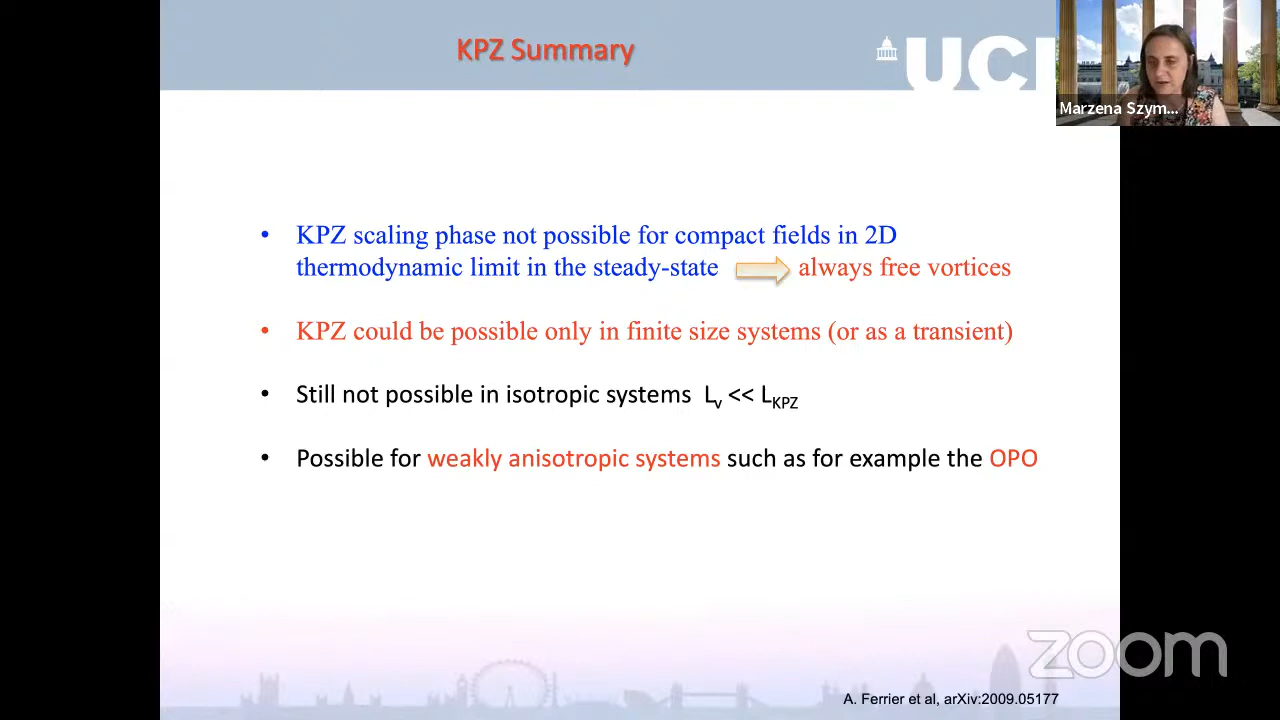 KPZ Summary
UCL
Marzena Szym...
• KPZ scaling phase not possible for compact fields in 2D
thermodynamic limit in the steady-state always free vortices
• KPZ could be possible only in finite size systems (or as a transient)
• Still not possible in isotropic systems Lv << LKPZ
• Possible for weakly anisotropic systems such as for example the OPO
zoom
A. Ferrier et al, arXiv:2009.05177